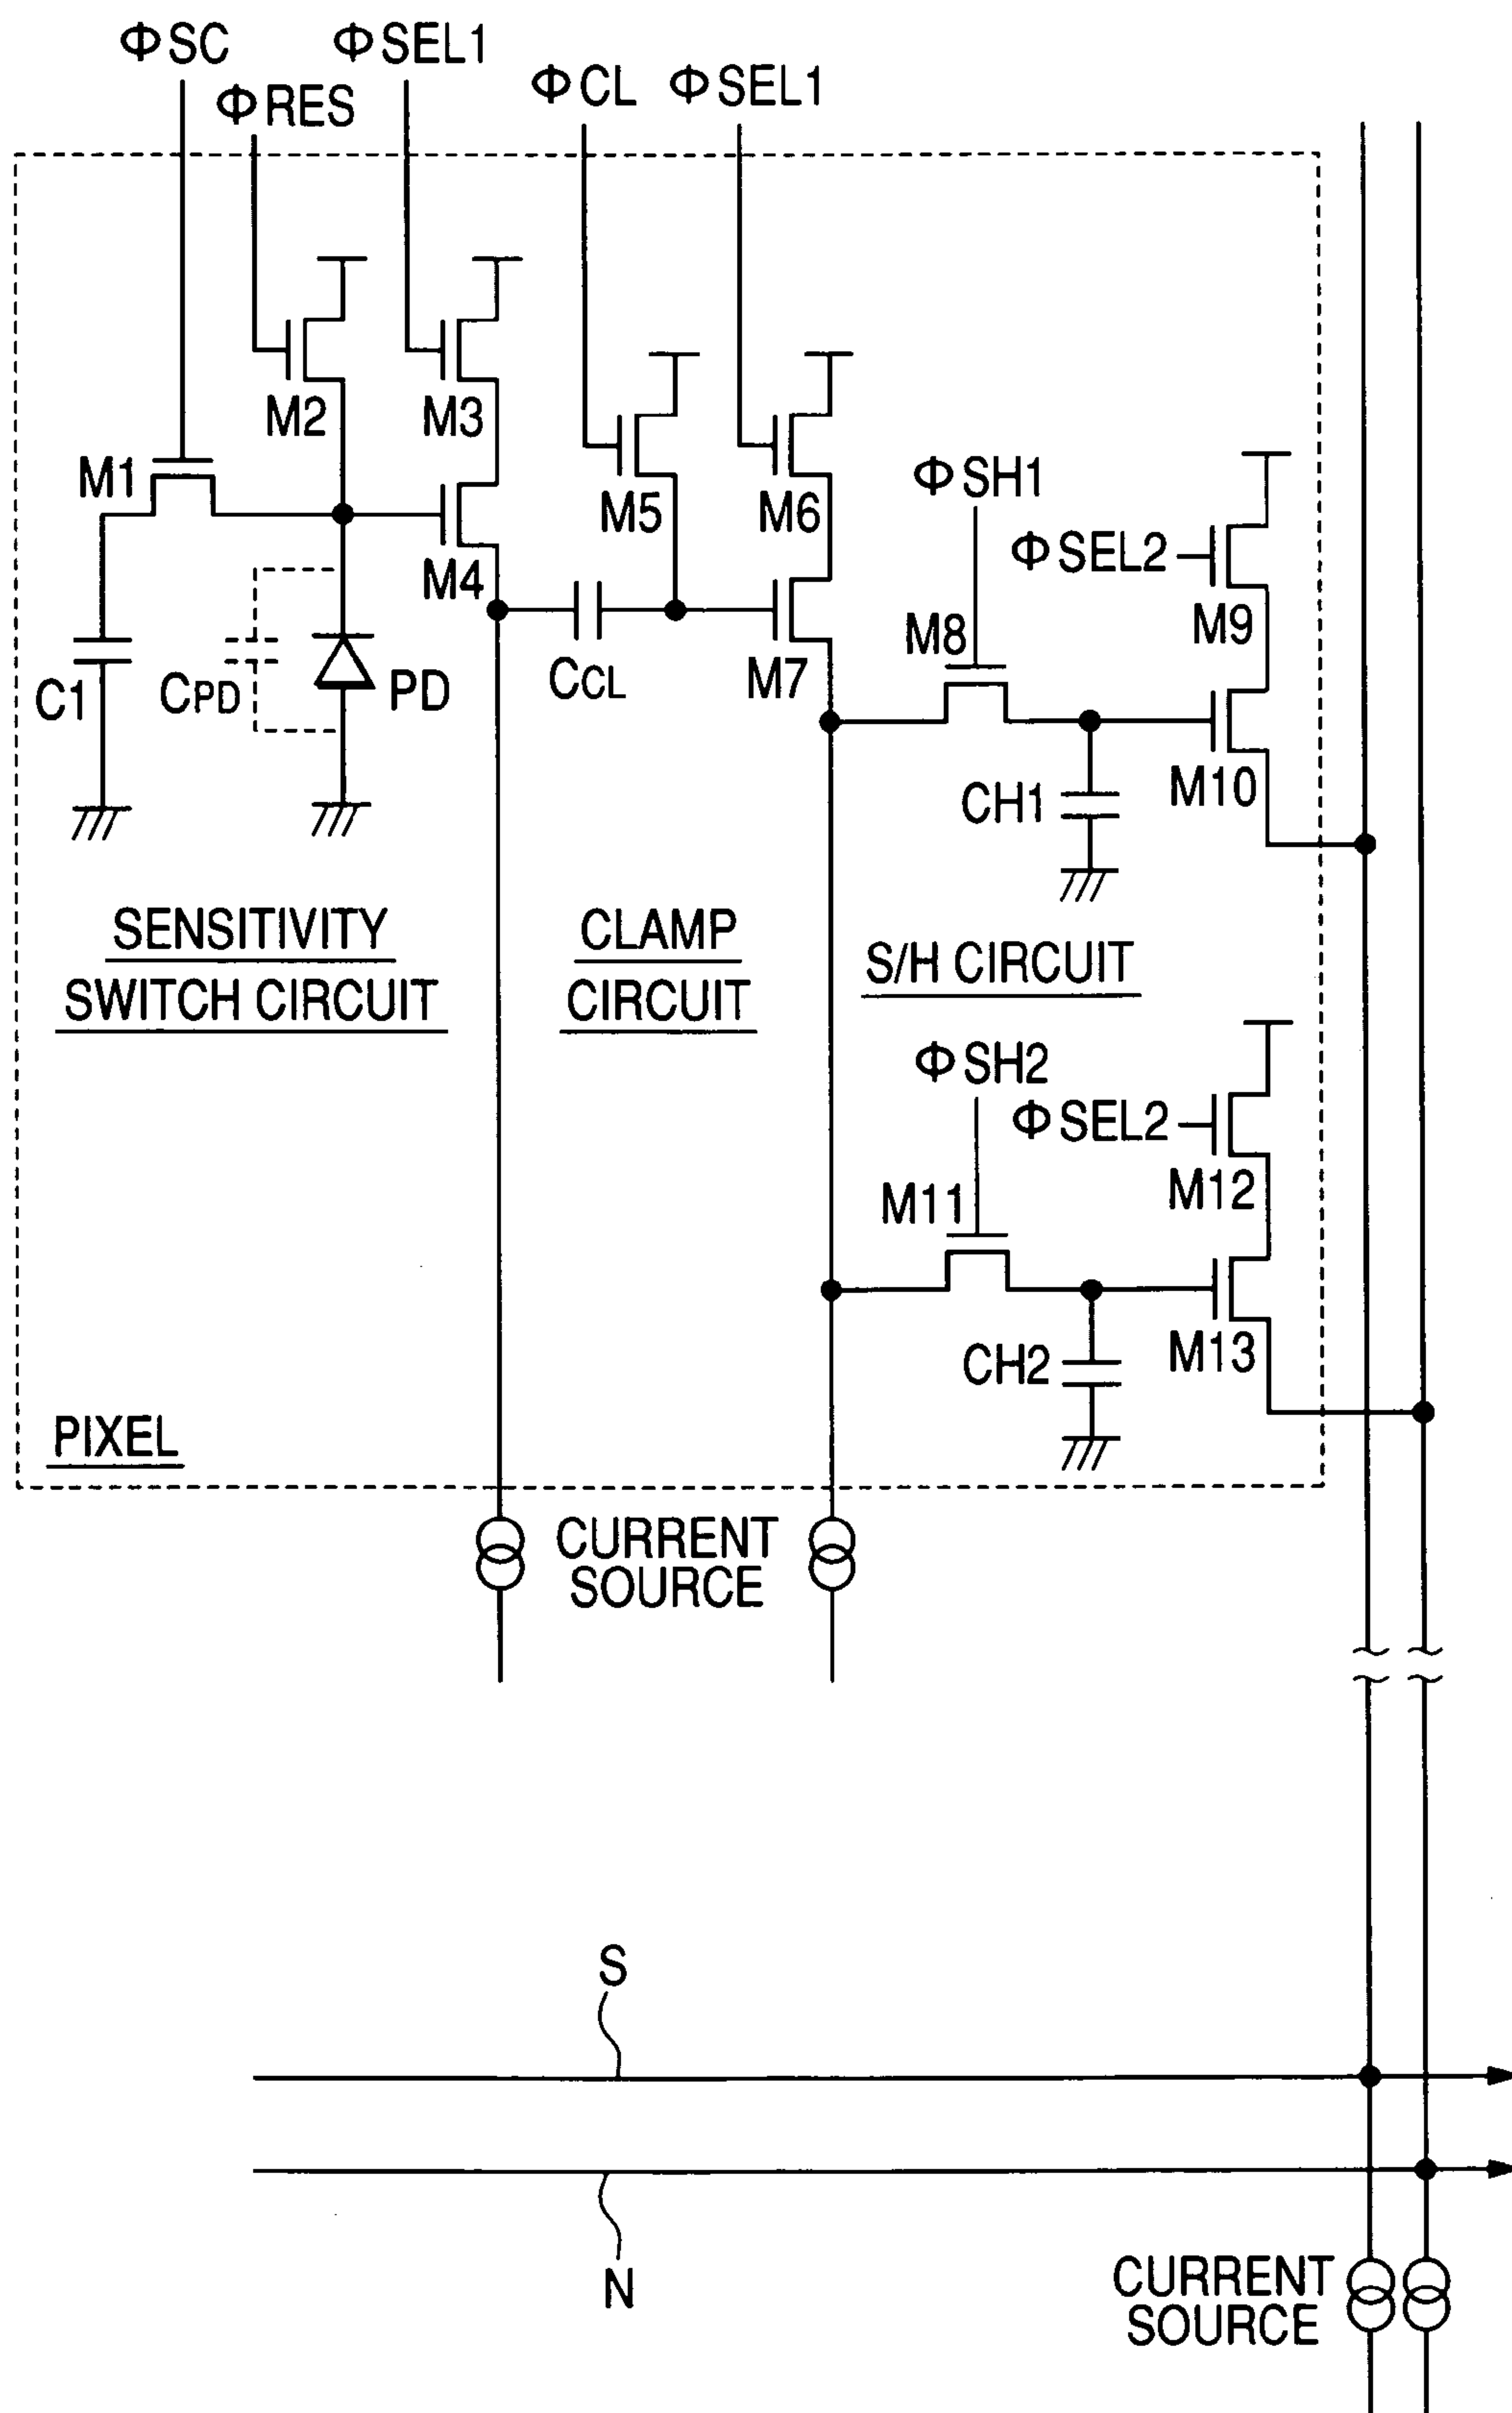 ΦSC
ΦSEL1
ΦRES
ΦCL
ΦSEL1
M2
M3
M1
M5
M6
ΦSH1
ΦSEL2
M4
M8
M9
C1
CPD
PD
CCL
M7
CH1
M10
SENSITIVITY
SWITCH CIRCUIT
CLAMP
CIRCUIT
S/H CIRCUIT
ΦSH2
ΦSEL2
M11
M12
CH2
M13
PIXEL
CURRENT
SOURCE
S
N
CURRENT
SOURCE